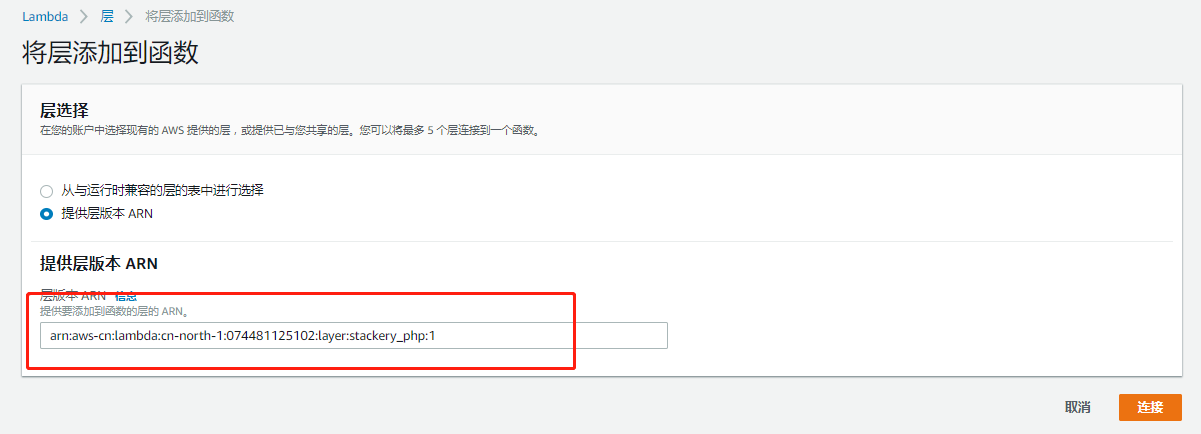 Lambda > 层 > 将层添加到函数
将层添加到函数
层选择
在您的账户中选择现有的 AWS 提供的层，或提供已与您共享的层。您可以将最多 5 个层连接到一个函数。
从与运行时兼容的层的表中进行选择
提供层版本 ARN
提供层版本 ARN
层版本 ARN 信息
提供要添加到函数的层的 ARN。
arn:aws-cn:lambda:cn-north-1:074481125102:layer:stackery_php:1
取消 连接